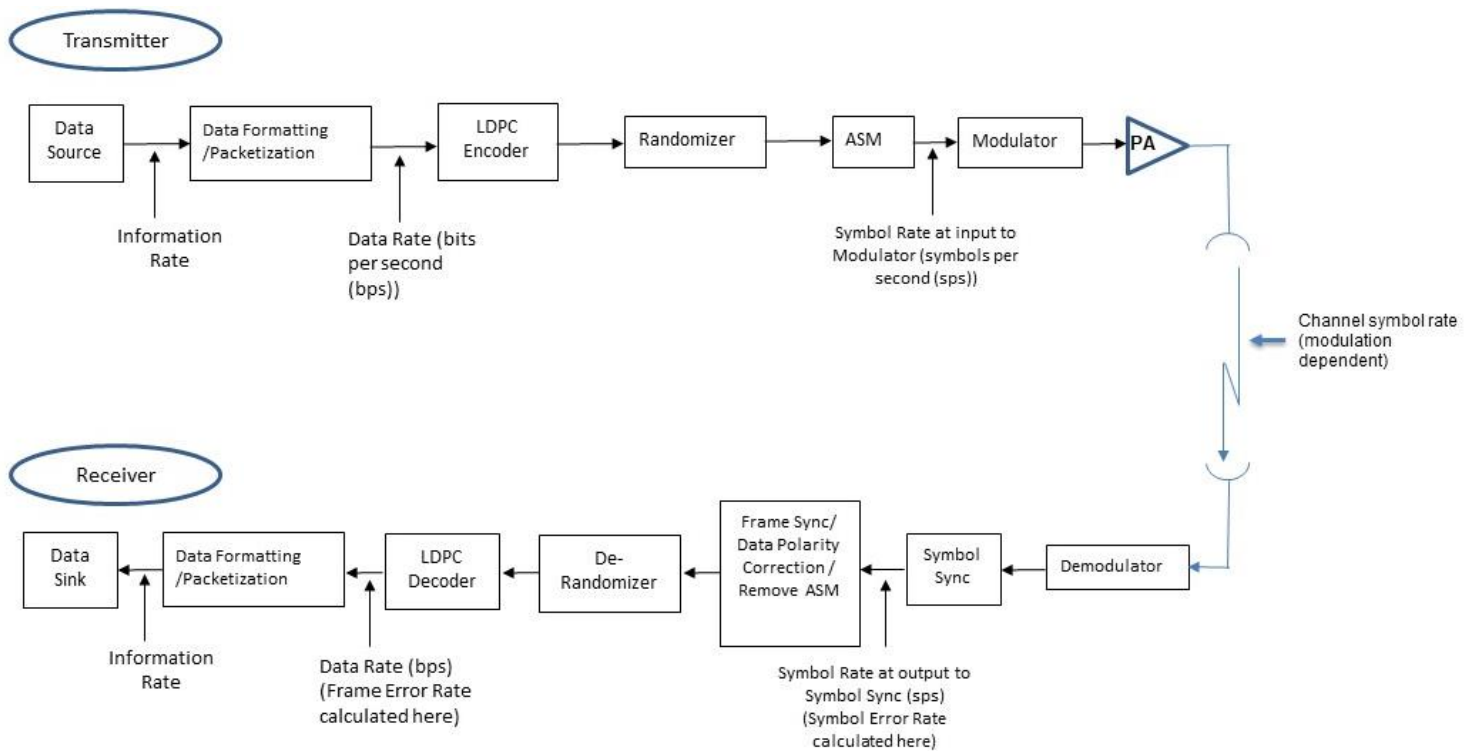 Transmitter
Data
Source
Data Formatting
/Packetization
LDPC
Encoder
Randomizer
ASM
Modulator
PA
Information
Rate
Data Rate (bits
per second
(bps))
Symbol Rate at input to
Modulator (symbols per
second (sps))
Channel symbol rate
(modulation
dependent)
Receiver
Data
Sink
Data Formatting
/Packetization
LDPC
Decoder
De-
Randomizer
Frame Sync/
Data Polarity
Correction /
Remove ASM
Symbol
Sync
Demodulator
Information
Rate
Data Rate (bps)
(Frame Error Rate
calculated here)
Symbol Rate at output to
Symbol Sync (sps)
(Symbol Error Rate
calculated here)